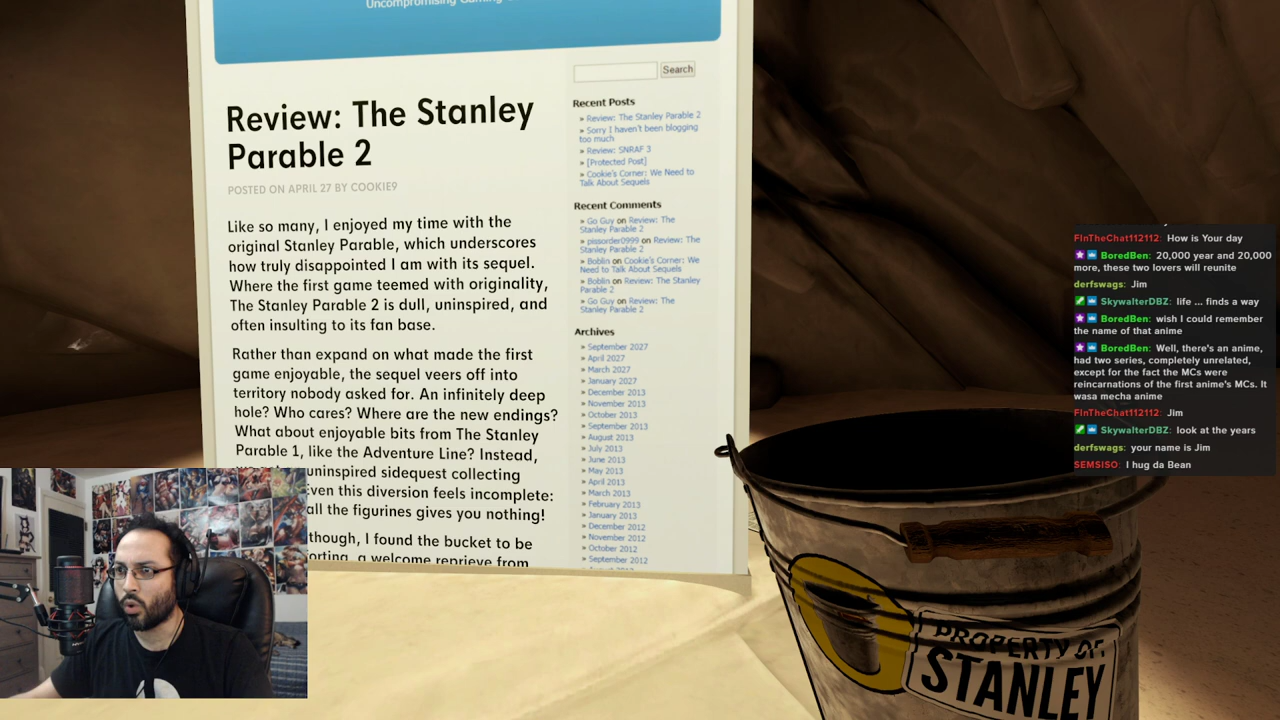 Uncompromising Gaming
Review: The Stanley
Parable 2
POSTED ON APRIL 27 BY COOKIE9
Like so many, I enjoyed my time with the
original Stanley Parable, which underscores
how truly disappointed I am with its sequel.
Where the first game teemed with originality,
The Stanley Parable 2 is dull, uninspired, and
often insulting to its fan base.
Rather than expand on what made the first
game enjoyable, the sequel veers off into
territory nobody asked for. An infinitely deep
hole? Who cares? Where are the new endings?
What about enjoyable bits from The Stanley
Parable 1, like the Adventure Line? Instead,
uninspired sidequest collecting
ven this diversion feels incomplete:
all the figurines gives you nothing!
though, I found the bucket to be
orting, a welcome reprieve from
Search
Recent Posts
» Review: The Stanley Parable 2
» Sorry I haven't been blogging
too much
» Review: SNRAF 3
» [Protected Post]
» Cookie's Corner: We Need to
Talk About Sequels
Recent Comments
» Go Guy on Review: The
Stanley Parable 2
» pissorder0999 on Review: The
Stanley Parable 2
» Boblin on Cookie's Corner: We
Need to Talk About Sequels
» Boblin on Review: The Stanley
Parable 2
» Go Guy on Review: The
Stanley Parable 2
Archives
» September 2027
» April 2027
» March 2027
» January 2027
» December 2013
» November 2013
» October 2013
» September 2013
» August 2013
» July 2013
» June 2013
» May 2013
» April 2013
» March 2013
» February 2013
» January 2013
» December 2012
» November 2012
» October 2012
» September 2012
PROPERTY OF
STANLEY
FInTheChat112112: How is Your day
BoredBen: 20,000 year and 20,000
more, these two lovers will reunite
derfswags: Jim
SkywalterDBZ: life ... finds a way
BoredBen: wish I could remember
the name of that anime
BoredBen: Well, there's an anime,
had two series, completely unrelated,
except for the fact the MCs were
reincarnations of the first anime's MCs. It
wasa mecha anime
FInTheChat112112: Jim
SkywalterDBZ: look at the years
derfswags: your name is Jim
SEMSISO: I hug da Bean